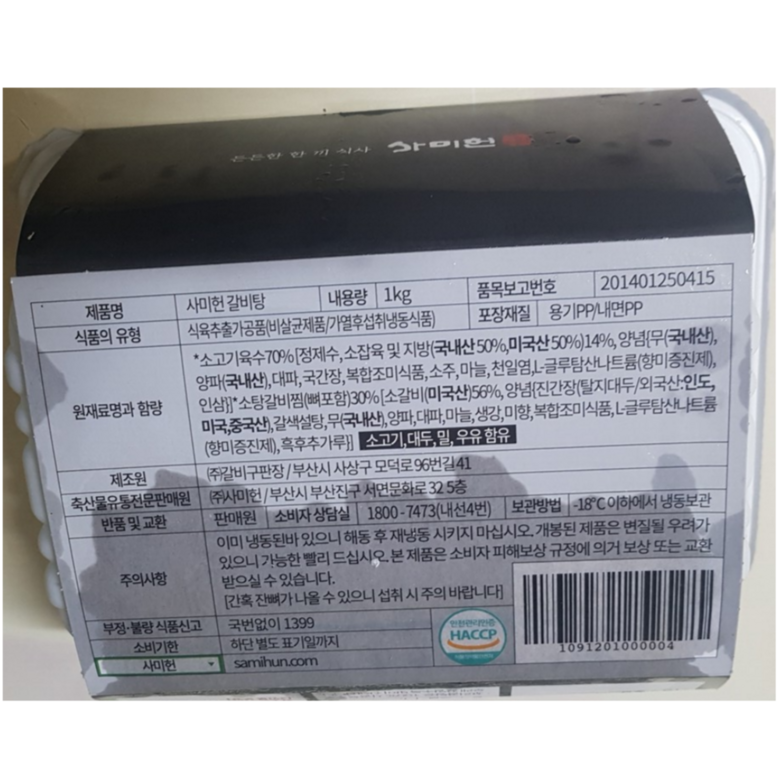 든든한 한 끼 식사 사미헌
제품명 사미헌 갈비탕 내용량 1kg 품목보고번호 201401250415
식품의 유형 식육추출가공품(비살균제품/가열후섭취냉동식품) 포장재질 용기PP/내면PP
원재료명과 함량
*소고기육수70% [정제수, 소잡육 및 지방(국내산 50%,미국산 50%)14%, 양념{무(국내산),
양파(국내산), 대파, 국간장, 복합조미식품, 소주, 마늘, 천일염,L-글루탐산나트륨(향미증진제),
인삼}]*소탕갈비찜(뼈포함)30% [소갈비(미국산)56%, 양념{진간장(탈지대두/외국산:인도,
미국,중국산), 갈색설탕, 무(국내산),양파, 대파, 마늘, 생강, 미향, 복합조미식품, L-글루탐산나트륨
(향미증진제), 흑후추가루}] 소고기, 대두, 밀, 우유 함유
제조원 (주)갈비구판장 / 부산시 사상구 모덕로 96번길 41
축산물유통전문판매원 (주)사미헌 / 부산시 부산진구 서면문화로 32 5층
반품 및 교환 판매원 소비자 상담실 1800-7473(내선4번) 보관방법 -18℃ 이하에서 냉동보관
주의사항
이미 냉동된바 있으니 해동 후 재냉동 시키지 마십시오. 개봉된 제품은 변질될 우려가
있으니 가능한 빨리 드십시오. 본 제품은 소비자 피해보상 규정에 의거 보상 또는 교환
받으실 수 있습니다.
[간혹 잔뼈가 나올 수 있으니 섭취 시 주의 바랍니다]
부정·불량 식품신고 국번없이 1399
소비기한 하단 별도 표기일까지
사미헌 samihun.com
안전관리인증
HACCP
1091201000004